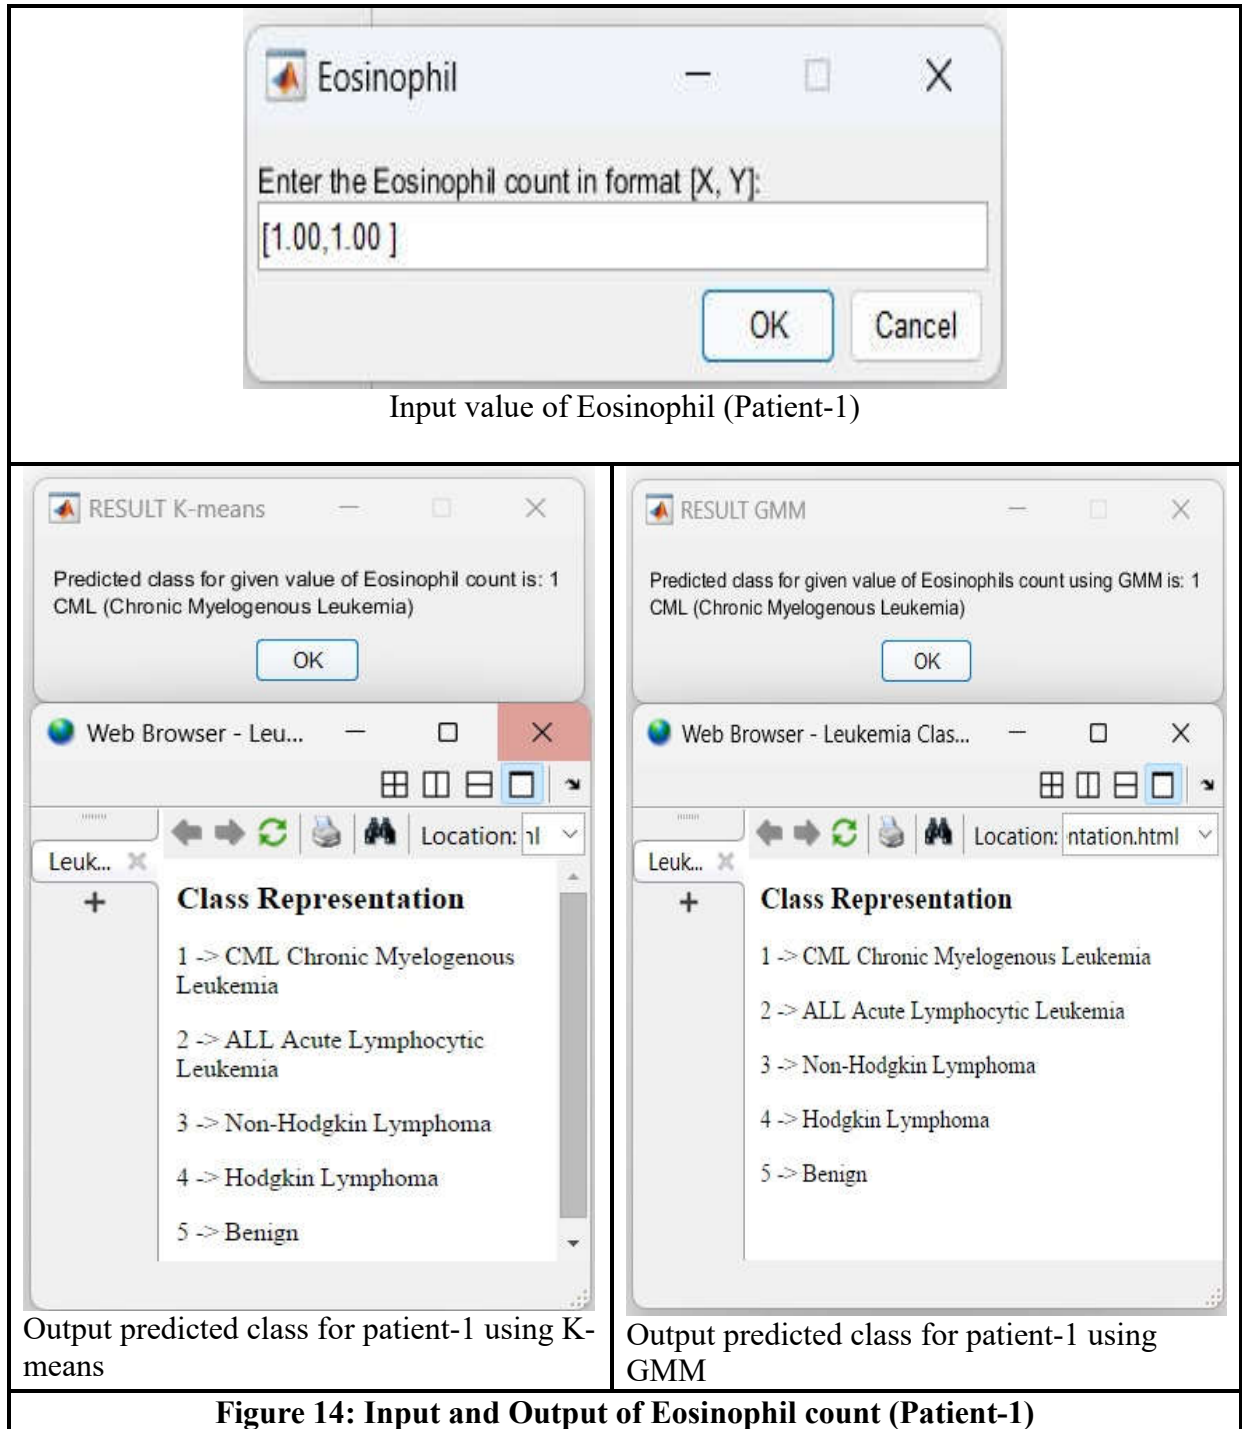 Eosinophil
Enter the Eosinophil count in format [X, Y]:
[1.00,1.00 ]
OK
Cancel
Input value of Eosinophil (Patient-1)
RESULT K-means
Predicted class for given value of Eosinophil count is: 1
CML (Chronic Myelogenous Leukemia)
OK
Web Browser - Leu...
Location:
Leuk...
Class Representation
1 -> CML Chronic Myelogenous
Leukemia
2 -> ALL Acute Lymphocytic
Leukemia
3 -> Non-Hodgkin Lymphoma
4 -> Hodgkin Lymphoma
5 -> Benign
Output predicted class for patient-1 using K-
means
RESULT GMM
Predicted class for given value of Eosinophils count using GMM is: 1
CML (Chronic Myelogenous Leukemia)
OK
Web Browser - Leukemia Clas...
Location: ntation.html
Leuk...
Class Representation
1 -> CML Chronic Myelogenous Leukemia
2 -> ALL Acute Lymphocytic Leukemia
3 -> Non-Hodgkin Lymphoma
4 -> Hodgkin Lymphoma
5 -> Benign
Output predicted class for patient-1 using
GMM
Figure 14: Input and Output of Eosinophil count (Patient-1)